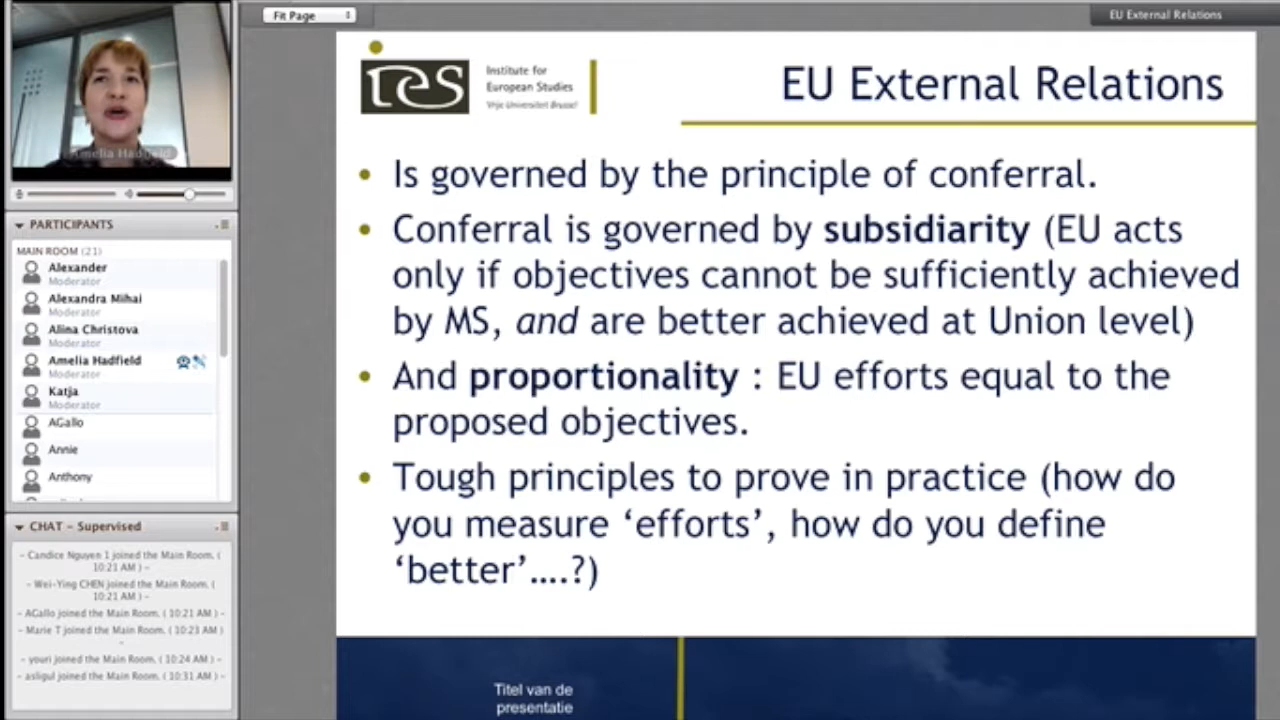 Fit Page
EU External Relations
Amelia Hadfield
PARTICIPANTS
MAIN ROOM (21)
Alexander
Moderator
Alexandra Mihai
Moderator
Alina Christova
Moderator
Amelia Hadfield
Moderator
Katja
Moderator
AGallo
Annie
Anthony
CHAT - Supervised
- Candice Nguyen 1 joined the Main Room. (
10:21 AM ) -
- Wei-Ying CHEN joined the Main Room. (
10:21 AM ) -
- AGallo joined the Main Room. ( 10:21 AM ) -
- Marie T joined the Main Room. ( 10:23 AM )
-
- youri joined the Main Room. ( 10:24 AM ) -
- asligul joined the Main Room. ( 10:31 AM ) -
ies
Institute for
European Studies
Vrije Universiteit Brussel
EU External Relations
• Is governed by the principle of conferral.
• Conferral is governed by subsidiarity (EU acts
only if objectives cannot be sufficiently achieved
by MS, and are better achieved at Union level)
• And proportionality : EU efforts equal to the
proposed objectives.
• Tough principles to prove in practice (how do
you measure ‘efforts’, how do you define
‘better’....?)
Titel van de
presentatie